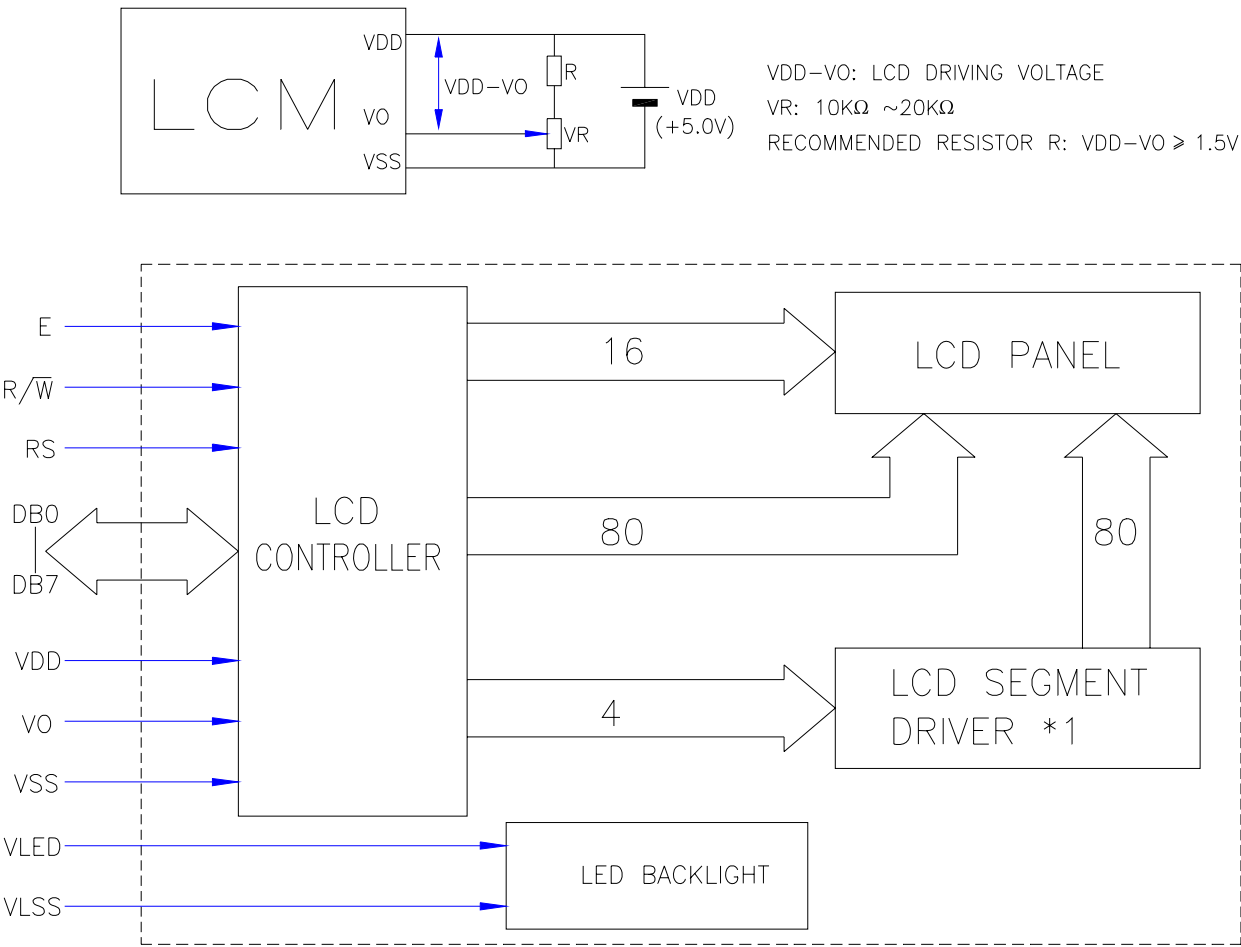 LCM
VDD
VO
VSS
VDD-VO
R
VR
VDD
(+5.0V)
VDD-VO: LCD DRIVING VOLTAGE
VR: 10KΩ ~20KΩ
RECOMMENDED RESISTOR R: VDD-VO ⩾ 1.5V
E
R/W̅
RS
DB0
DB7
VDD
VO
VSS
VLED
VLSS
LCD
CONTROLLER
16
80
4
LCD PANEL
80
LCD SEGMENT
DRIVER *1
LED BACKLIGHT